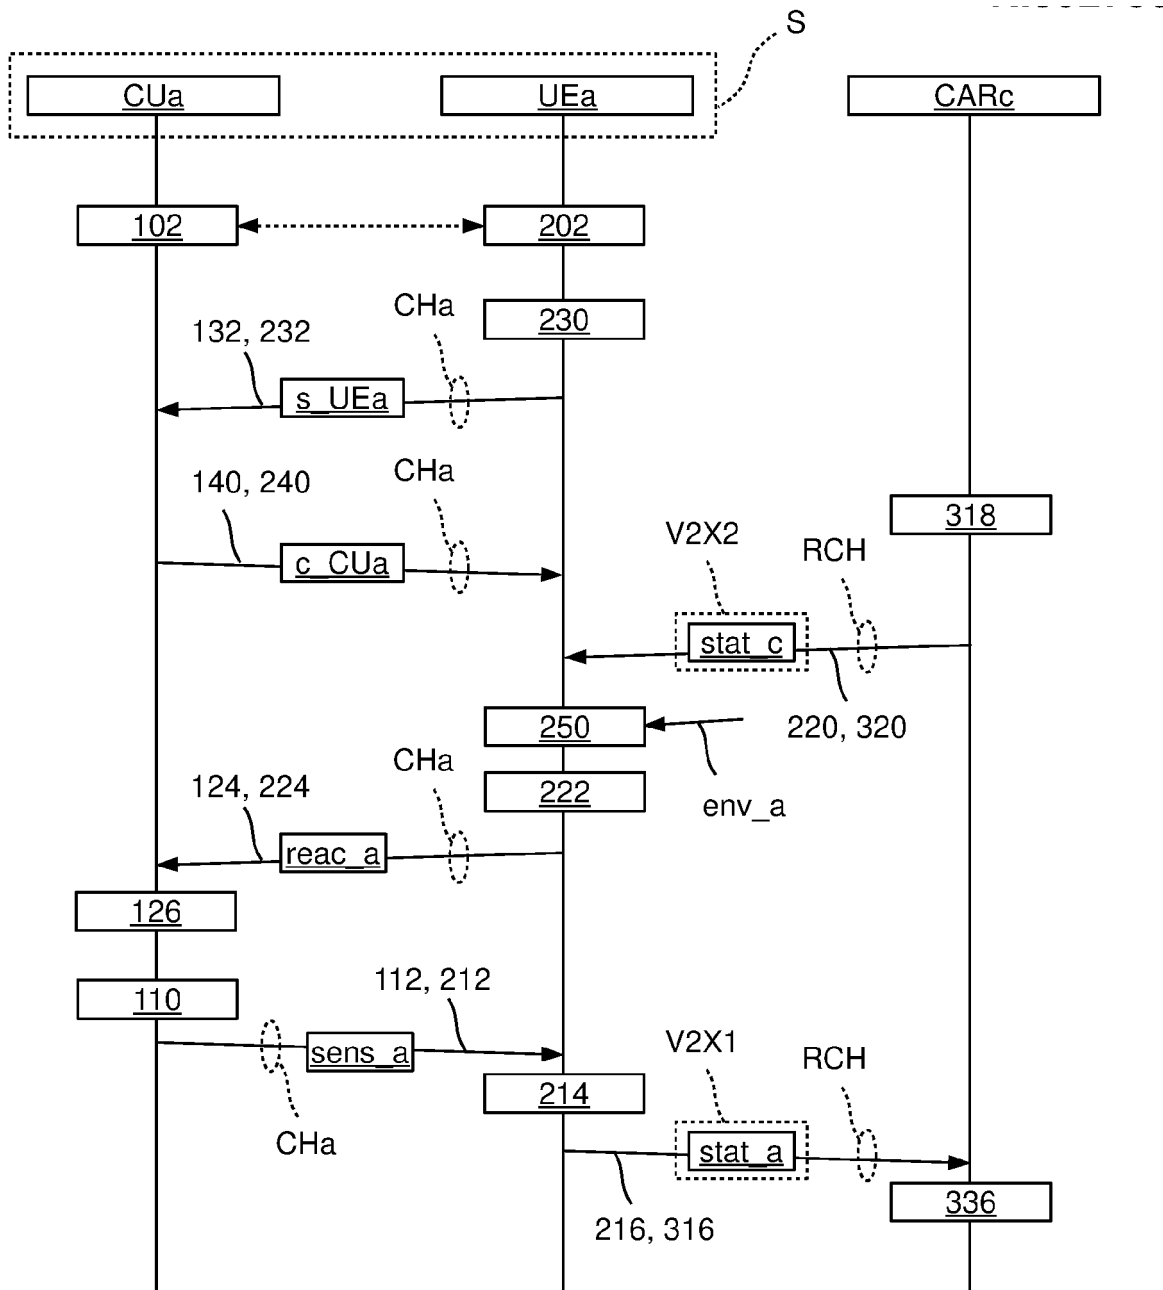 S
CUa UEa CARc
102 202
CHa 230
132, 232
s_UEa
CHa
140, 240
318
V2X2 RCH
c_CUa
stat_c
250 220, 320
CHa
124, 224 222 env_a
reac_a
126
112, 212
110
V2X1 RCH
sens_a
214
CHa stat_a
336
216, 316